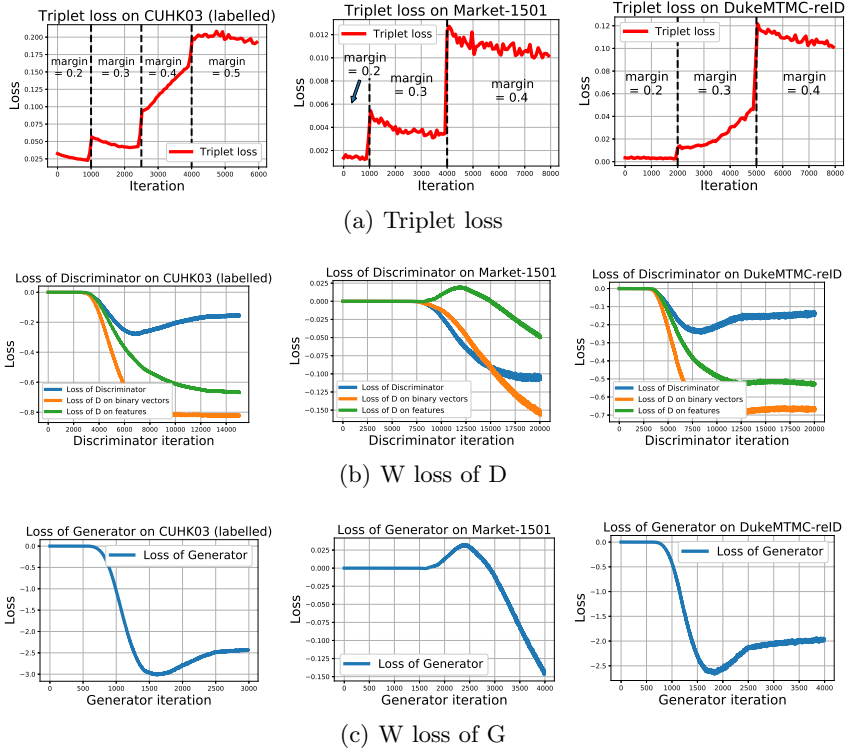 Triplet loss on CUHK03 (labelled)
Loss
0.200
0.175
0.150
0.125
0.100
0.075
0.050
0.025
margin = 0.2
margin = 0.3
margin = 0.4
margin = 0.5
Triplet loss
0 1000 2000 3000 4000 5000 6000
Iteration
Triplet loss on Market-1501
Loss
0.012
0.010
0.008
0.006
0.004
0.002
Triplet loss
margin = 0.2
margin = 0.3
margin = 0.4
0 1000 2000 3000 4000 5000 6000 7000 8000
Iteration
Triplet loss on DukeMTMC-reID
Loss
0.12
0.10
0.08
0.06
0.04
0.02
0.00
Triplet loss
margin = 0.2
margin = 0.3
margin = 0.4
0 1000 2000 3000 4000 5000 6000 7000 8000
Iteration
(a) Triplet loss
Loss of Discriminator on CUHK03 (labelled)
Loss
0.0
−0.2
−0.4
−0.6
−0.8
Loss of Discriminator
Loss of D on binary vectors
Loss of D on features
0 2000 4000 6000 8000 10000 12000 14000
Discriminator iteration
Loss of Discriminator on Market-1501
Loss
0.025
0.000
−0.025
−0.050
−0.075
−0.100
−0.125
−0.150
Loss of Discriminator
Loss of D on binary vectors
Loss of D on features
0 2500 5000 7500 10000 12500 15000 17500 20000
Discriminator iteration
Loss of Discriminator on DukeMTMC-reID
Loss
0.0
−0.1
−0.2
−0.3
−0.4
−0.5
−0.6
−0.7
Loss of Discriminator
Loss of D on binary vectors
Loss of D on features
0 2500 5000 7500 10000 12500 15000 17500 20000
Discriminator iteration
(b) W loss of D
Loss of Generator on CUHK03 (labelled)
Loss
0.0
−0.5
−1.0
−1.5
−2.0
−2.5
−3.0
Loss of Generator
0 500 1000 1500 2000 2500 3000
Generator iteration
Loss of Generator on Market-1501
Loss
0.025
0.000
−0.025
−0.050
−0.075
−0.100
−0.125
−0.150
Loss of Generator
0 500 1000 1500 2000 2500 3000 3500 4000
Generator iteration
Loss of Generator on DukeMTMC-reID
Loss
0.0
−0.5
−1.0
−1.5
−2.0
−2.5
Loss of Generator
0 500 1000 1500 2000 2500 3000 3500 4000
Generator iteration
(c) W loss of G